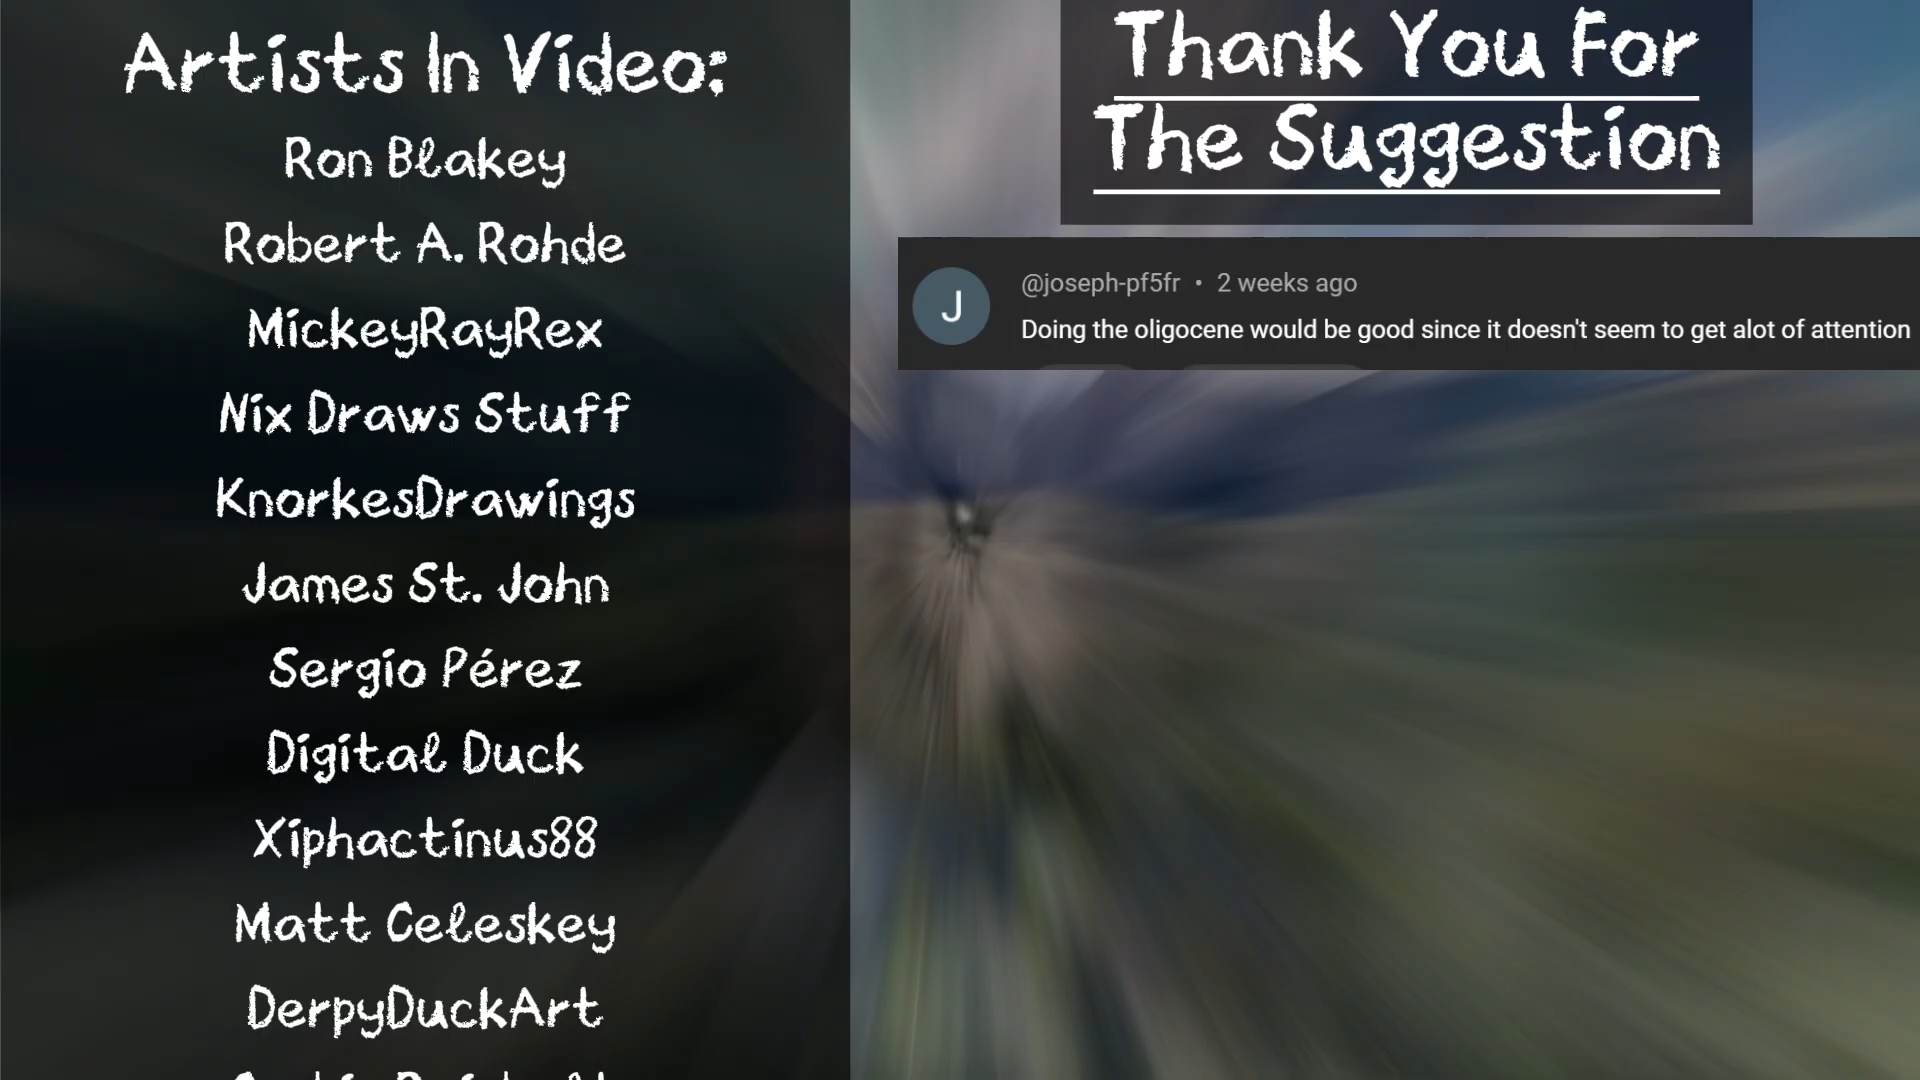 Artists In Video:
Ron Blakey
Robert A. Rohde
MickeyRayRex
Nix Draws Stuff
KnorkesDrawings
James St. John
Sergio Pérez
Digital Duck
Xiphactinus88
Matt Celeskey
DerpyDuckArt
Thank You For
The Suggestion
J
@joseph-pf5fr • 2 weeks ago
Doing the oligocene would be good since it doesn't seem to get alot of attention